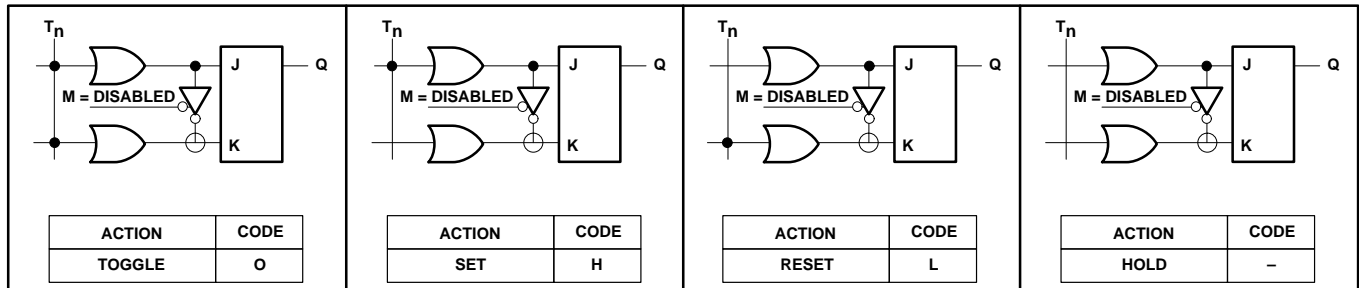 Tn
J
Q
M = DISABLED
K
ACTION CODE
TOGGLE O
Tn
J
Q
M = DISABLED
K
ACTION CODE
SET H
Tn
J
Q
M = DISABLED
K
ACTION CODE
RESET L
Tn
J
Q
M = DISABLED
K
ACTION CODE
HOLD –